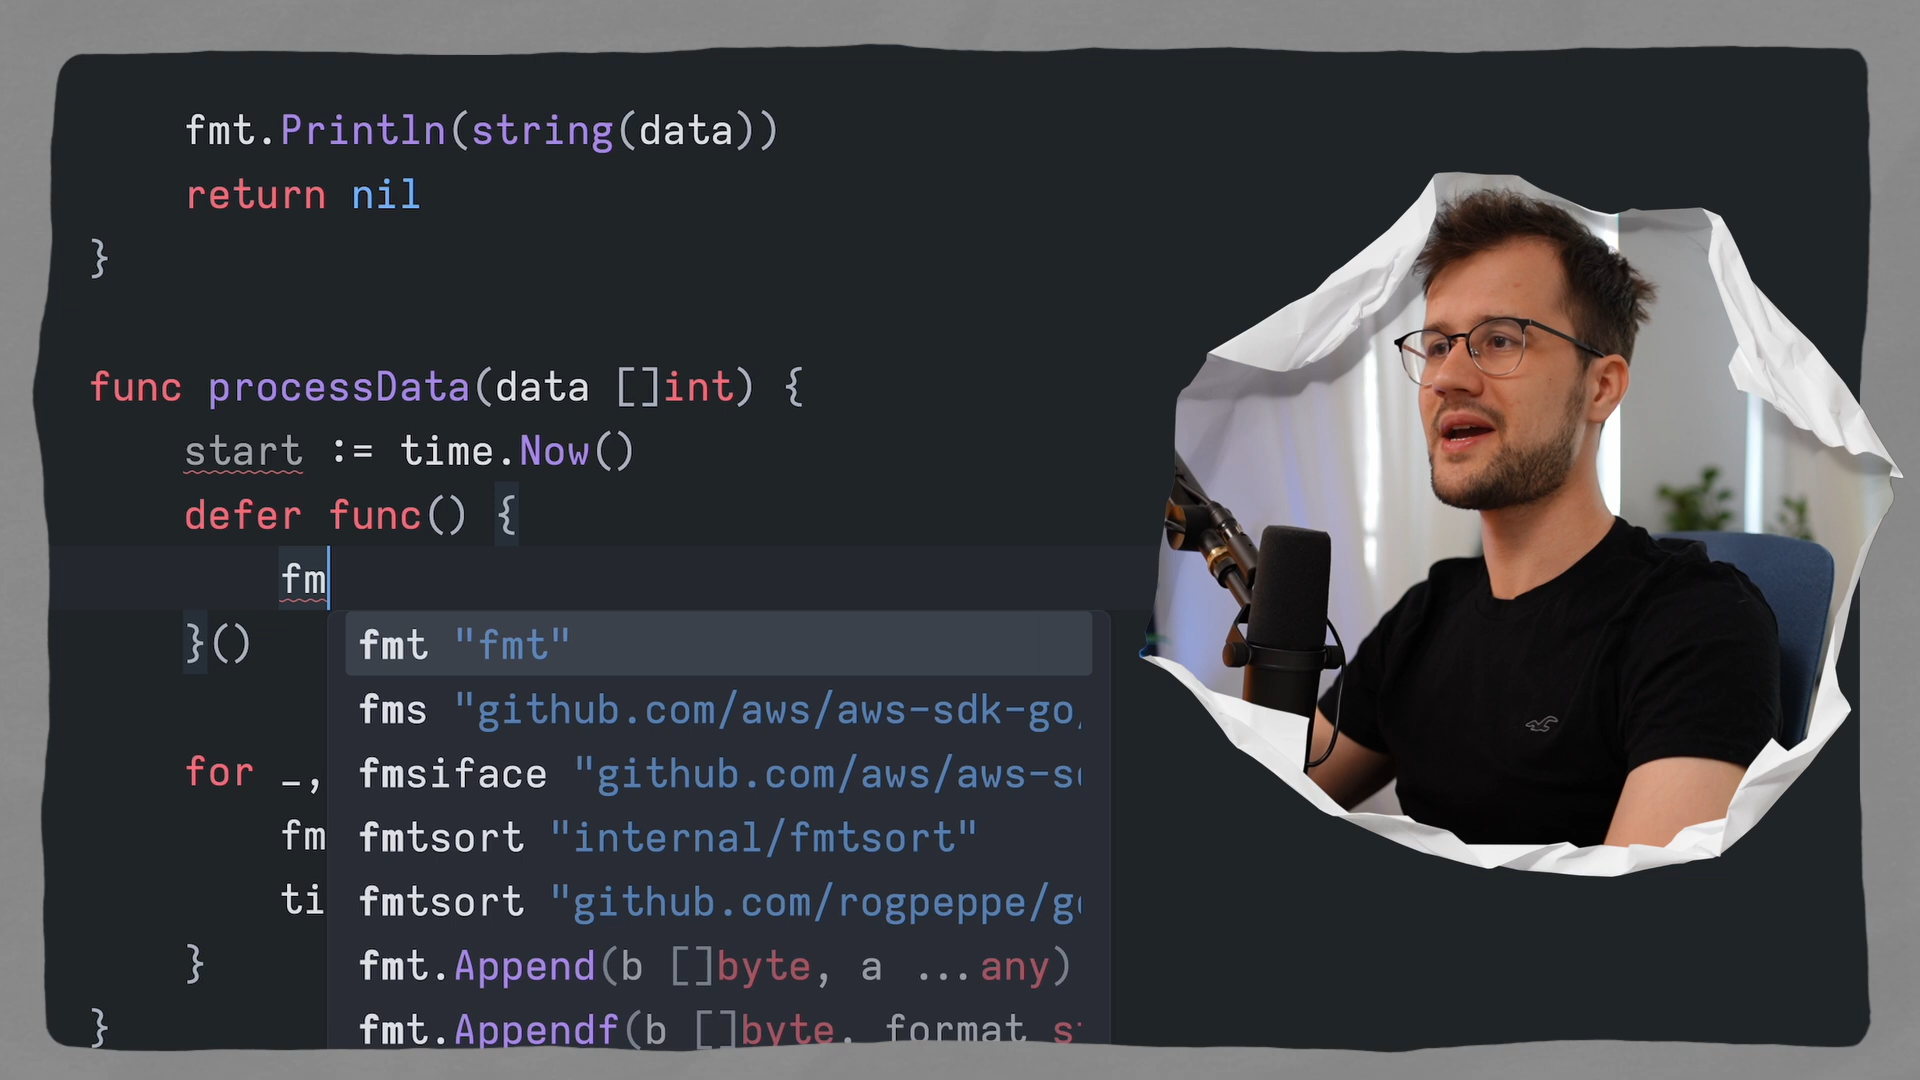 fmt.Println(string(data))
return nil
}
func processData(data []int) {
start := time.Now()
defer func() {
fm
}()
fmt "fmt"
fms "github.com/aws/aws-sdk-go/
for _,
fmsiface "github.com/aws/aws-s
fm
fmtsort "internal/fmtsort"
ti
fmtsort "github.com/rogpeppe/g
}
fmt.Append(b []byte, a ...any)
}
fmt.Appendf(b []byte, format s